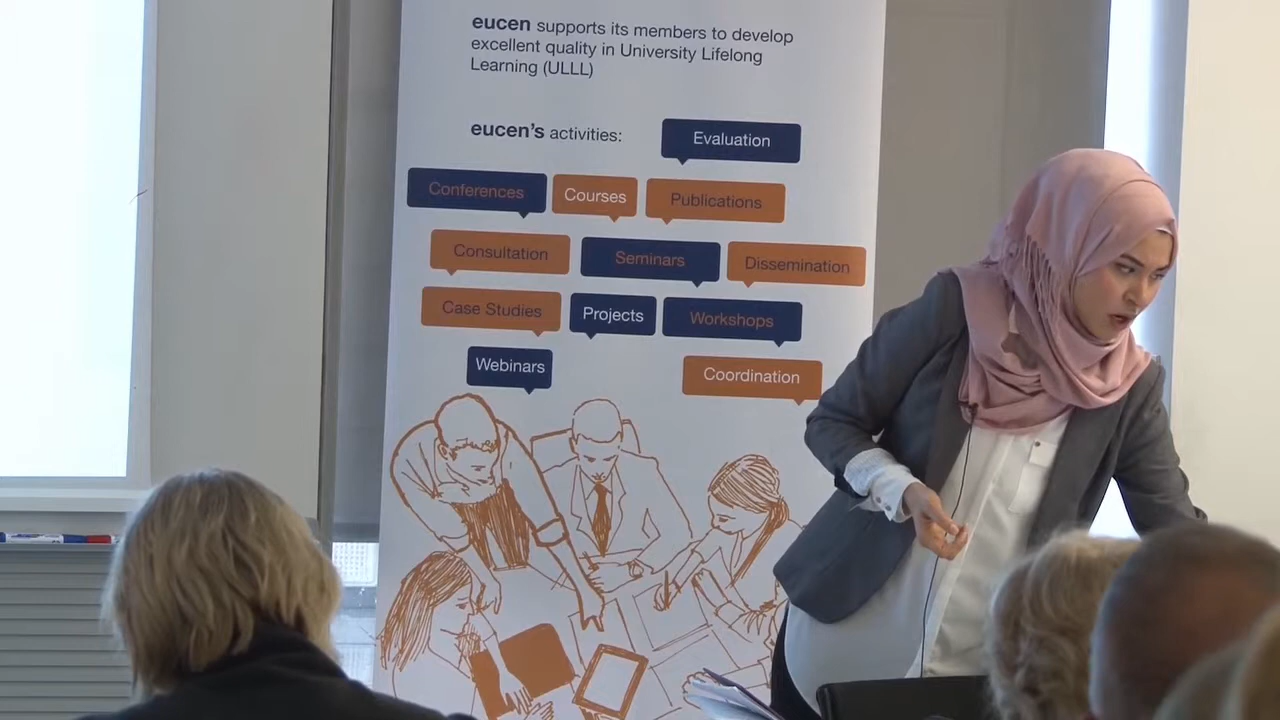 eucen supports its members to develop
excellent quality in University Lifelong
Learning (ULLL)
eucen's activities:
Evaluation
Conferences
Courses
Publications
Consultation
Seminars
Dissemination
Case Studies
Projects
Workshops
Webinars
Coordination